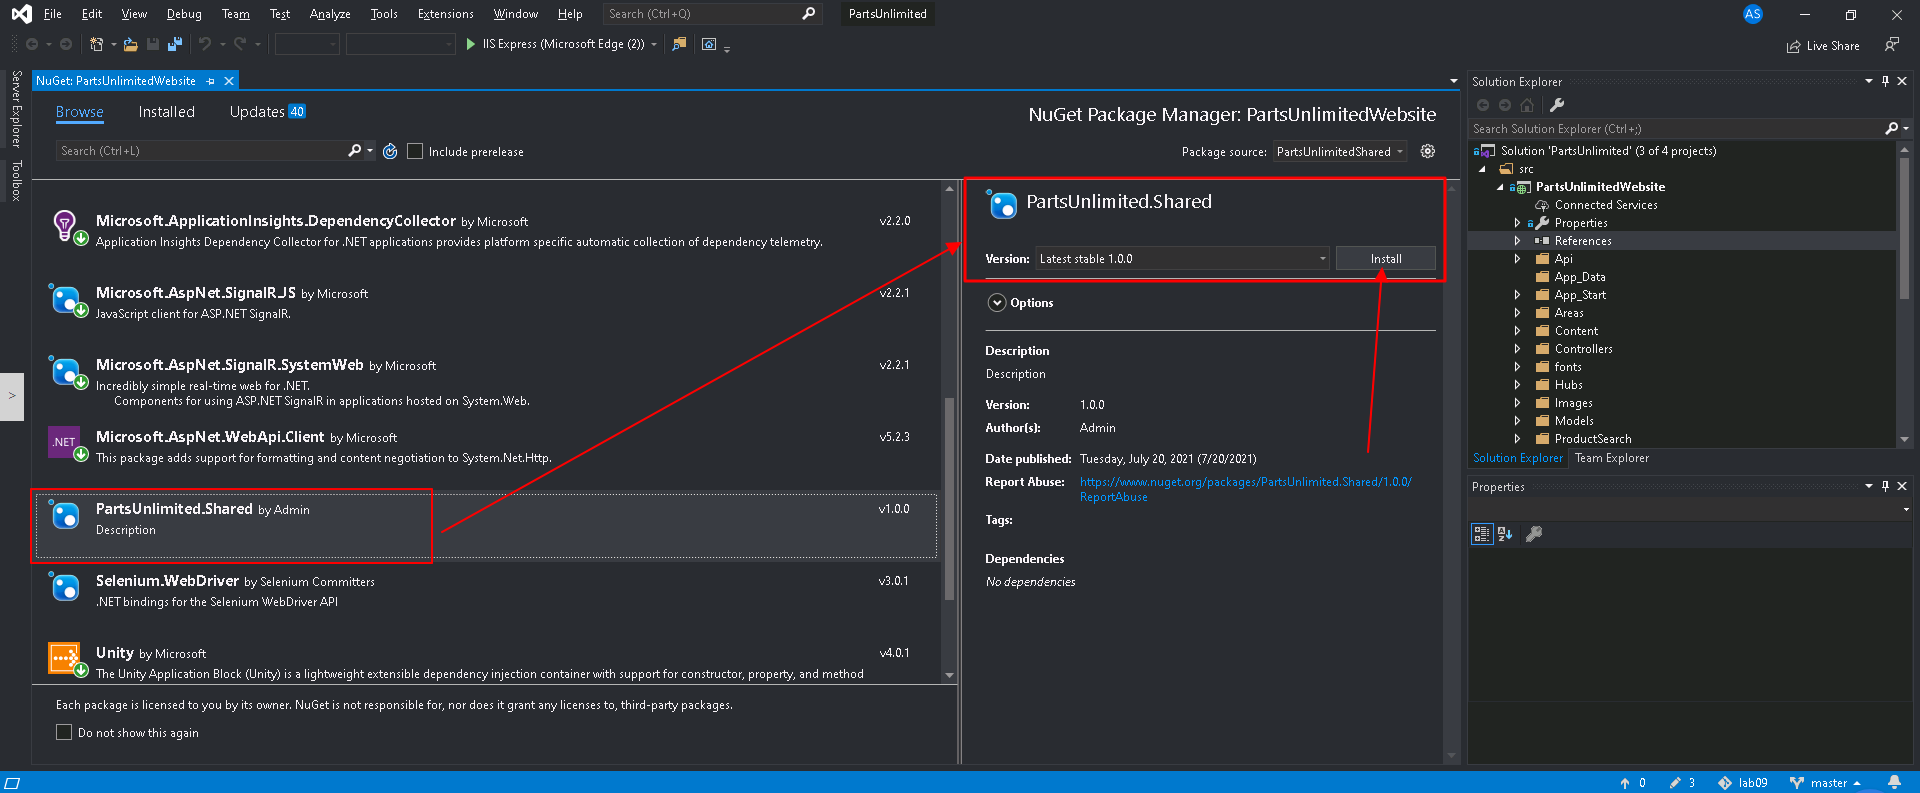 File Edit View Debug Team Test Analyze Tools Extensions Window Help Search (Ctrl+Q) PartsUnlimited AS
IIS Express (Microsoft Edge (2)) Live Share
Server Explorer
Toolbox
NuGet: PartsUnlimitedWebsite
Browse Installed Updates 40
NuGet Package Manager: PartsUnlimitedWebsite
Search (Ctrl+L) Include prerelease
Package source: PartsUnlimitedShared
Microsoft.ApplicationInsights.DependencyCollector by Microsoft v2.2.0
Application Insights Dependency Collector for .NET applications provides platform specific automatic collection of dependency telemetry.
Microsoft.AspNet.SignalR.JS by Microsoft v2.2.1
JavaScript client for ASP.NET SignalR.
Microsoft.AspNet.SignalR.SystemWeb by Microsoft v2.2.1
Incredibly simple real-time web for .NET.
Components for using ASP.NET SignalR in applications hosted on System.Web.
.NET
Microsoft.AspNet.WebApi.Client by Microsoft v5.2.3
This package adds support for formatting and content negotiation to System.Net.Http.
PartsUnlimited.Shared by Admin v1.0.0
Description
Selenium.WebDriver by Selenium Committers v3.0.1
.NET bindings for the Selenium WebDriver API
Unity by Microsoft v4.0.1
The Unity Application Block (Unity) is a lightweight extensible dependency injection container with support for constructor, property, and method
Each package is licensed to you by its owner. NuGet is not responsible for, nor does it grant any licenses to, third-party packages.
Do not show this again
PartsUnlimited.Shared
Version: Latest stable 1.0.0 Install
Options
Description
Description
Version: 1.0.0
Author(s): Admin
Date published: Tuesday, July 20, 2021 (7/20/2021)
Report Abuse: https://www.nuget.org/packages/PartsUnlimited.Shared/1.0.0/
ReportAbuse
Tags:
Dependencies
No dependencies
Solution Explorer
Search Solution Explorer (Ctrl+;)
Solution 'PartsUnlimited' (3 of 4 projects)
src
PartsUnlimitedWebsite
Connected Services
Properties
References
Api
App_Data
App_Start
Areas
Content
Controllers
fonts
Hubs
Images
Models
ProductSearch
Solution Explorer Team Explorer
Properties
0 3 lab09 master